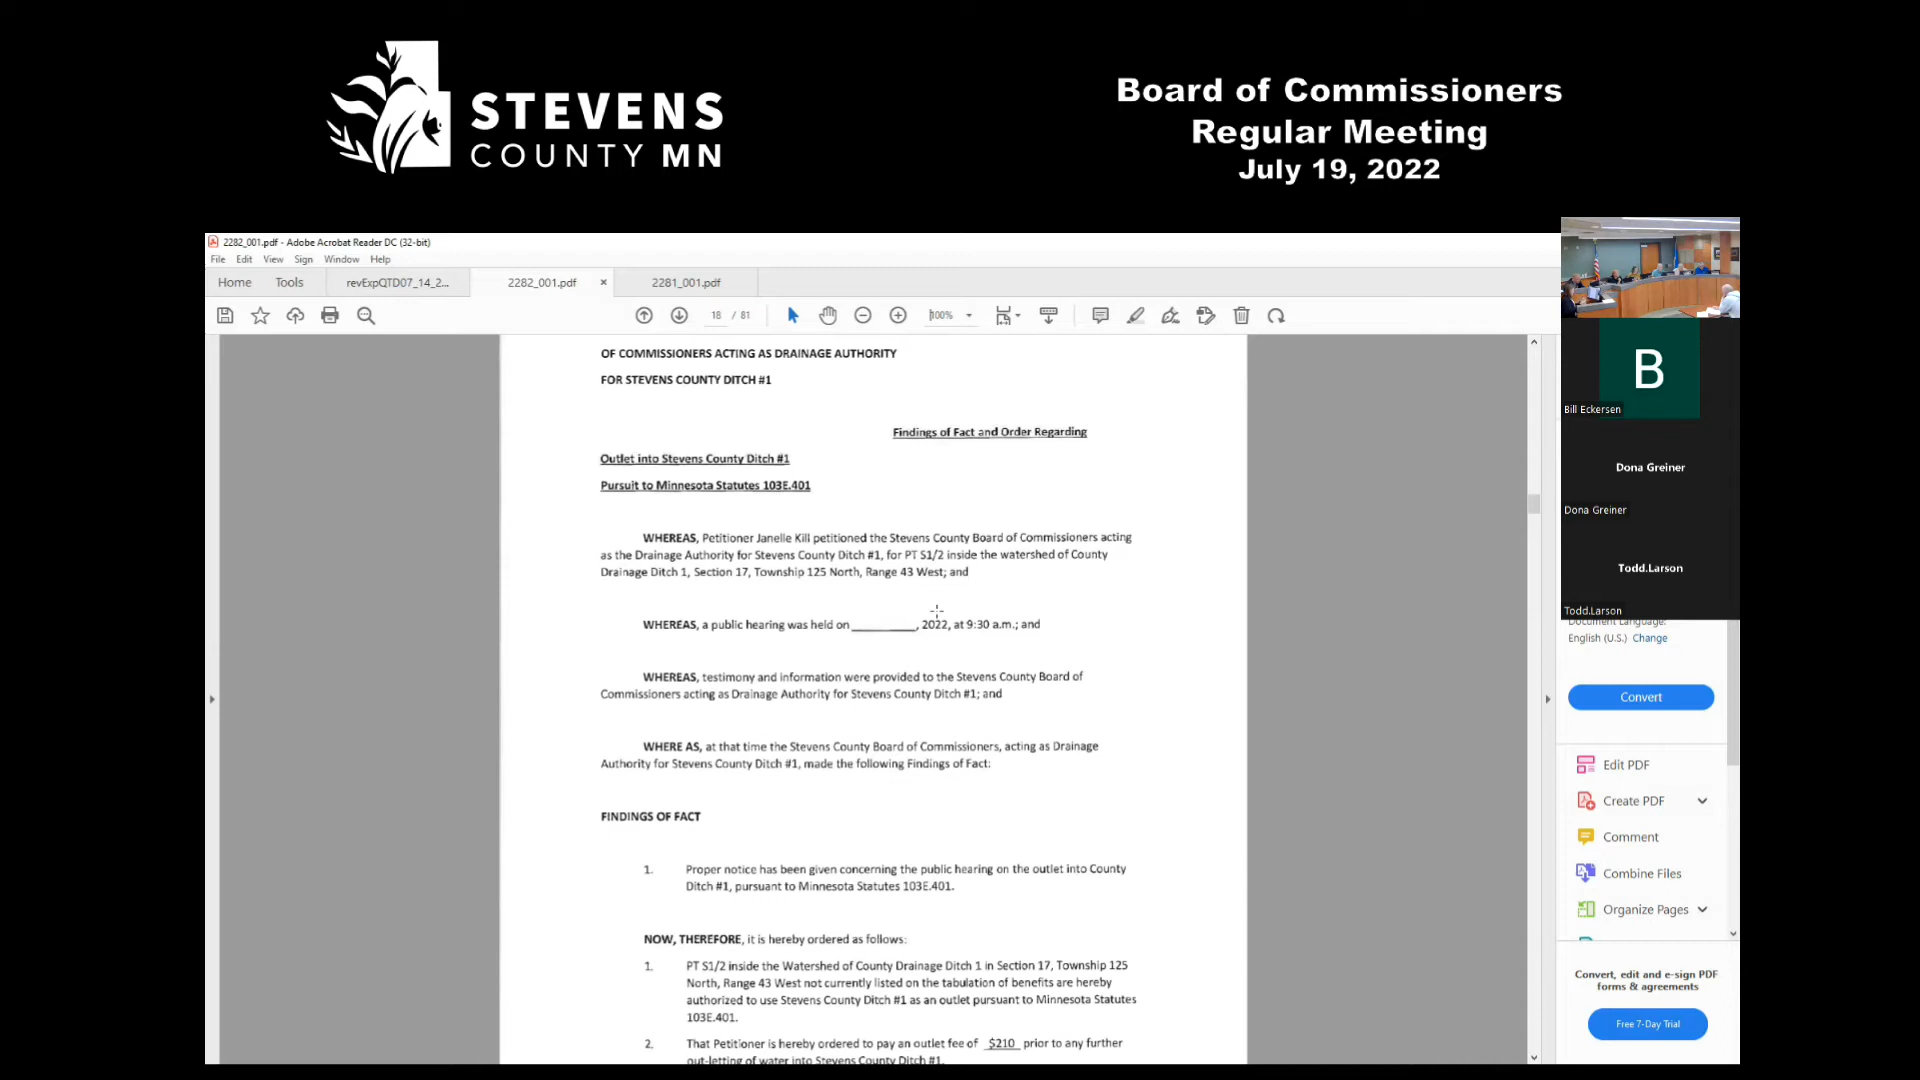 STEVENS
COUNTY MN
Board of Commissioners
Regular Meeting
July 19, 2022
2282_001.pdf - Adobe Acrobat Reader DC (32-bit)
File Edit View Sign Window Help
Home Tools revExpQTD07_14_2... 2282_001.pdf × 2281_001.pdf
18 / 81 100%
OF COMMISSIONERS ACTING AS DRAINAGE AUTHORITY
FOR STEVENS COUNTY DITCH #1
Findings of Fact and Order Regarding
Outlet into Stevens County Ditch #1
Pursuit to Minnesota Statutes 103E.401
WHEREAS, Petitioner Janelle Kill petitioned the Stevens County Board of Commissioners acting
as the Drainage Authority for Stevens County Ditch #1, for PT S1/2 inside the watershed of County
Drainage Ditch 1, Section 17, Township 125 North, Range 43 West; and
WHEREAS, a public hearing was held on __________, 2022, at 9:30 a.m.; and
WHEREAS, testimony and information were provided to the Stevens County Board of
Commissioners acting as Drainage Authority for Stevens County Ditch #1; and
WHERE AS, at that time the Stevens County Board of Commissioners, acting as Drainage
Authority for Stevens County Ditch #1, made the following Findings of Fact:
FINDINGS OF FACT
1. Proper notice has been given concerning the public hearing on the outlet into County
Ditch #1, pursuant to Minnesota Statutes 103E.401.
NOW, THEREFORE, it is hereby ordered as follows:
1. PT S1/2 inside the Watershed of County Drainage Ditch 1 in Section 17, Township 125
North, Range 43 West not currently listed on the tabulation of benefits are hereby
authorized to use Stevens County Ditch #1 as an outlet pursuant to Minnesota Statutes
103E.401.
2. That Petitioner is hereby ordered to pay an outlet fee of $210 prior to any further
out-letting of water into Stevens County Ditch #1.
B
Bill Eckersen
Dona Greiner
Dona Greiner
Todd.Larson
Todd.Larson
Document Language:
English (U.S.) Change
Convert
Edit PDF
Create PDF
Comment
Combine Files
Organize Pages
Convert, edit and e-sign PDF
forms & agreements
Free 7-Day Trial